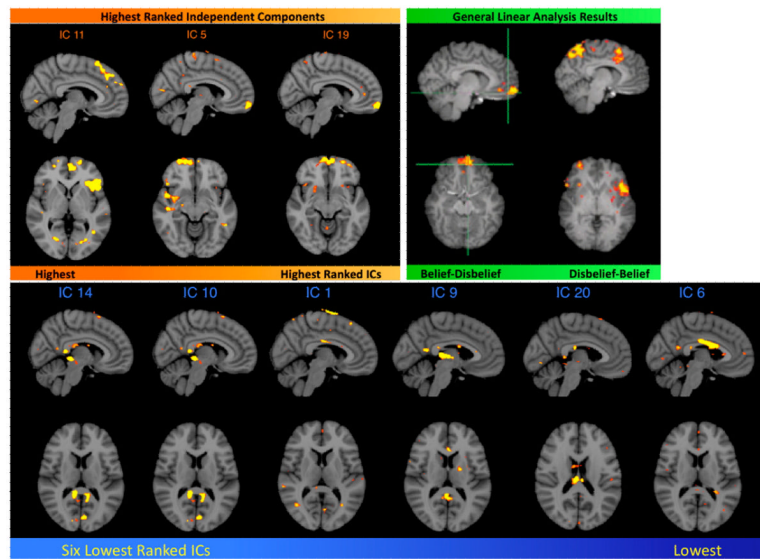 Highest Ranked Independent Components
IC 11
IC 5
IC 19
Highest
Highest Ranked ICs
General Linear Analysis Results
Belief-Disbelief
Disbelief-Belief
IC 14
IC 10
IC 1
IC 9
IC 20
IC 6
Six Lowest Ranked ICs
Lowest